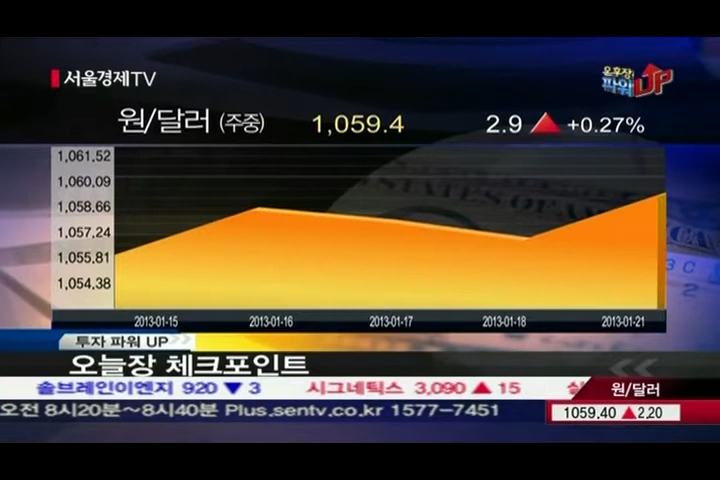 서울경제TV
오후장!
파워 UP
원/달러 (주중) 1,059.4 2.9 ▲ +0.27%
1,061.52
1,060.09
1,058.66
1,057.24
1,055.81
1,054.38
2013-01-15 2013-01-16 2013-01-17 2013-01-18 2013-01-21
투자 파워 UP
오늘장 체크포인트
솔브레인이엔지 920 ▼ 3 시그네틱스 3,090 ▲ 15
원/달러
오전 8시20분~8시40분 Plus.sentv.co.kr 1577-7451
1059.40 ▲2.20